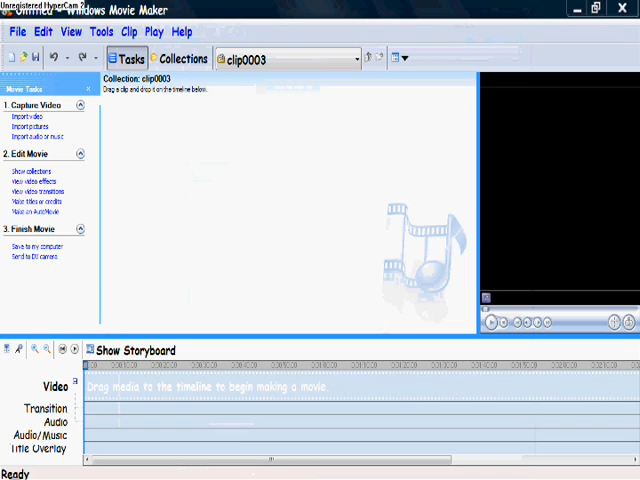 Unregistered HyperCam 2
Untitled - Windows Movie Maker
File Edit View Tools Clip Play Help
Tasks Collections clip0003
Movie Tasks
Collection: clip0003
Drag a clip and drop it on the timeline below.
1. Capture Video
Import video
Import pictures
Import audio or music
2. Edit Movie
Show collections
View video effects
View video transitions
Make titles or credits
Make an AutoMovie
3. Finish Movie
Save to my computer
Send to DV camera
Show Storyboard
Video
Drag media to the timeline to begin making a movie.
Transition
Audio
Audio/Music
Title Overlay
Ready